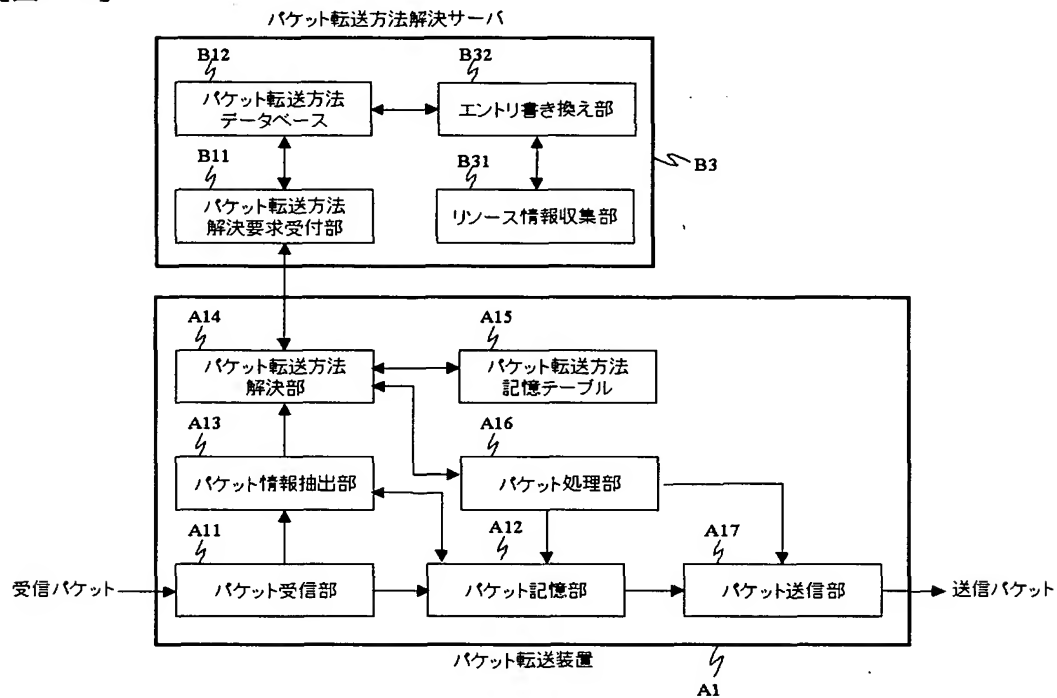 パケット転送方法解決サーバ
B12
パケット転送方法
データベース
B32
エントリ書き換え部
B11
パケット転送方法
解決要求受付部
B31
リソース情報収集部
B3
A14
パケット転送方法
解決部
A15
パケット転送方法
記憶テーブル
A13
パケット情報抽出部
A16
パケット処理部
A11
パケット受信部
A12
パケット記憶部
A17
パケット送信部
受信パケット
送信パケット
パケット転送装置
A1